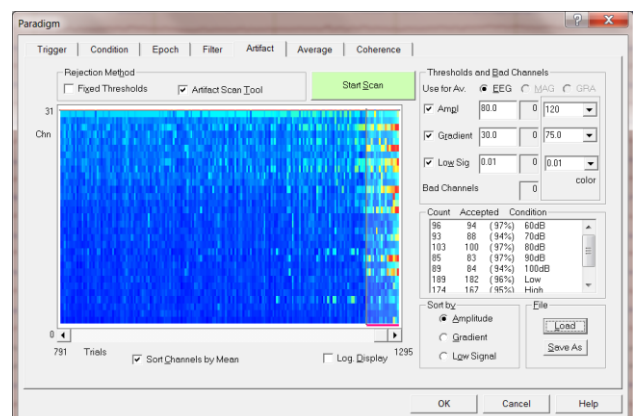 Paradigm
Trigger Condition Epoch Filter Artifact Average Coherence
Rejection Method
Fixed Thresholds Artifact Scan Tool
Start Scan
31
Chn
0
791 Trials 1295
Sort Channels by Mean Log. Display
Thresholds and Bad Channels
Use for Av. EEG MAG GRA
Ampl 80.0 0 120
Gradient 30.0 0 75.0
Low Sig 0.01 0 0.01
Bad Channels 0 color
Count Accepted Condition
96 94 (97%) 60dB
93 88 (94%) 70dB
103 100 (97%) 80dB
85 83 (97%) 90dB
89 84 (94%) 100dB
189 182 (96%) Low
174 167 (95%) High
Sort by
Amplitude
Gradient
Low Signal
File
Load
Save As
OK Cancel Help